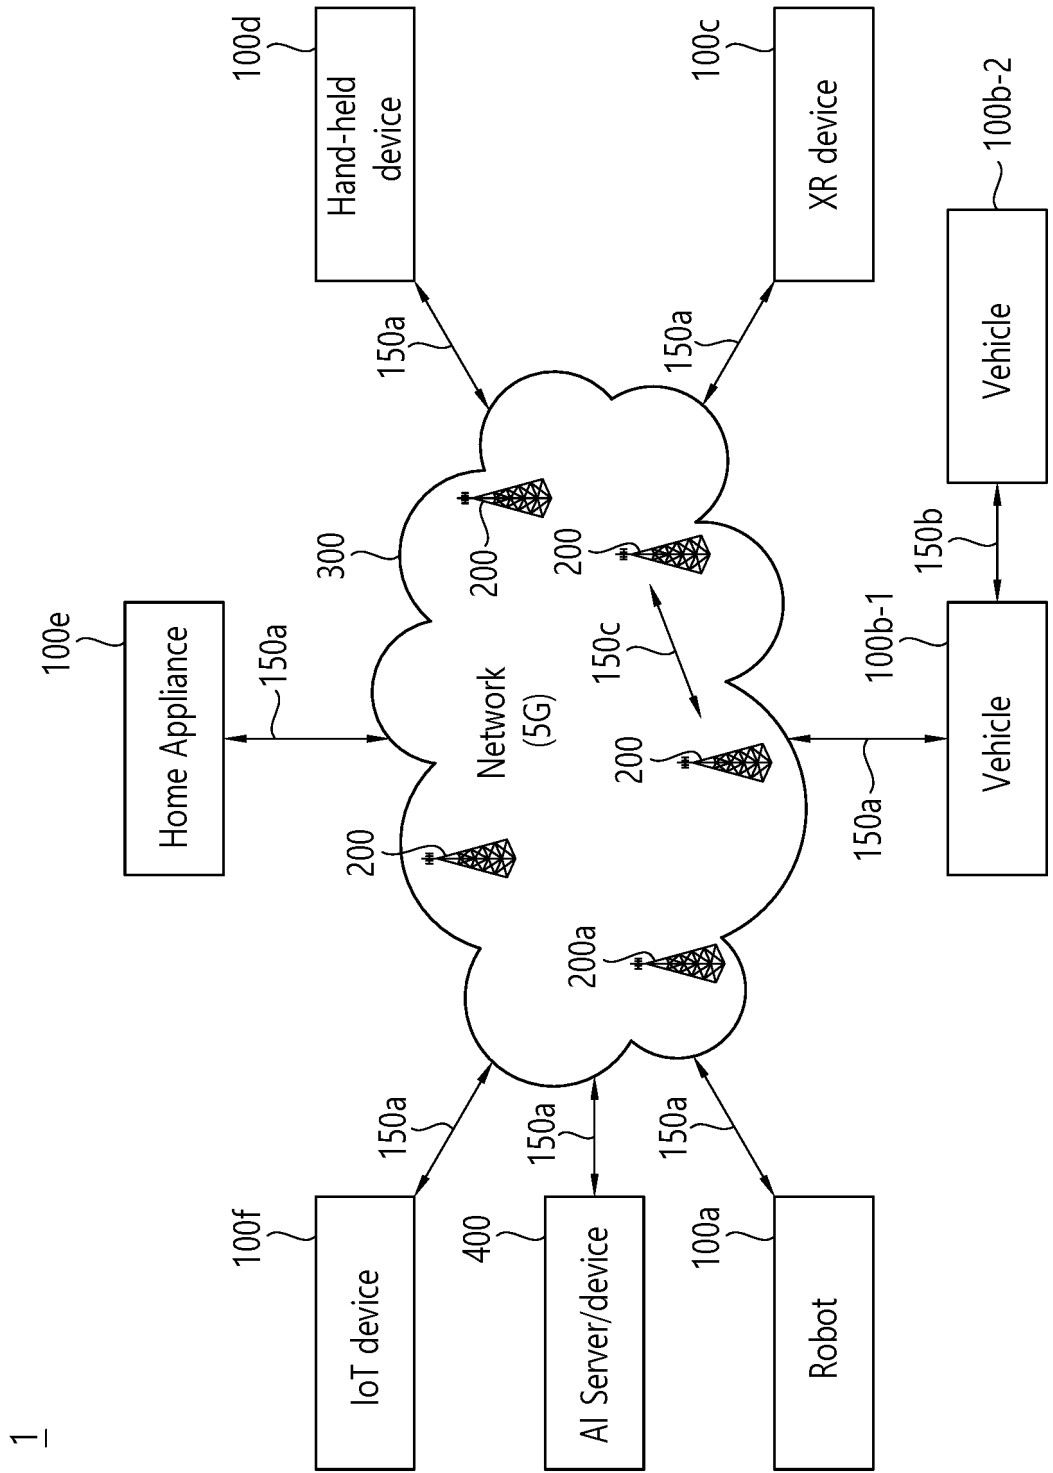 1
100e
Home Appliance
150a
100f
IoT device
150a
300
100d
Hand-held
device
150a
200
200
Network
(5G)
200
400
AI Server/device
150a
200a
200
150c
100a
Robot
150a
100c
XR device
150a
150a
100b-1
Vehicle
150b
100b-2
Vehicle